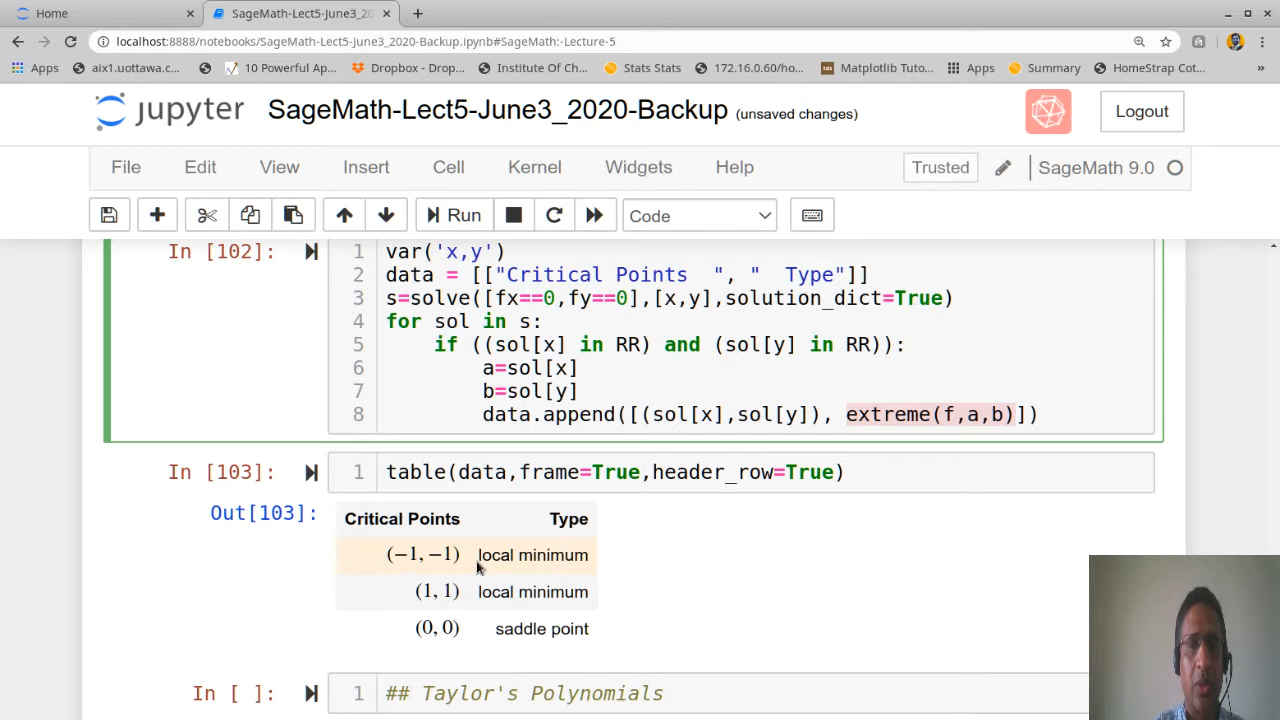 Home
SageMath-Lect5-June3_20
localhost:8888/notebooks/SageMath-Lect5-June3_2020-Backup.ipynb#SageMath:-Lecture-5
Apps aix1.uottawa.c... 10 Powerful Ap... Dropbox - Drop... Institute Of Ch... Stats Stats 172.16.0.60/ho... Matplotlib Tuto... Apps Summary HomeStrap Cot... »
jupyter SageMath-Lect5-June3_2020-Backup (unsaved changes) Logout
File Edit View Insert Cell Kernel Widgets Help Trusted SageMath 9.0
Run Code
In [102]: 1 var('x,y')
2 data = [["Critical Points  ", "  Type"]]
3 s=solve([fx==0,fy==0],[x,y],solution_dict=True)
4 for sol in s:
5     if ((sol[x] in RR) and (sol[y] in RR)):
6         a=sol[x]
7         b=sol[y]
8         data.append([(sol[x],sol[y]), extreme(f,a,b)])
In [103]: 1 table(data,frame=True,header_row=True)
Out[103]: Critical Points Type
(−1, −1) local minimum
(1, 1) local minimum
(0, 0) saddle point
In [ ]: 1 ## Taylor's Polynomials